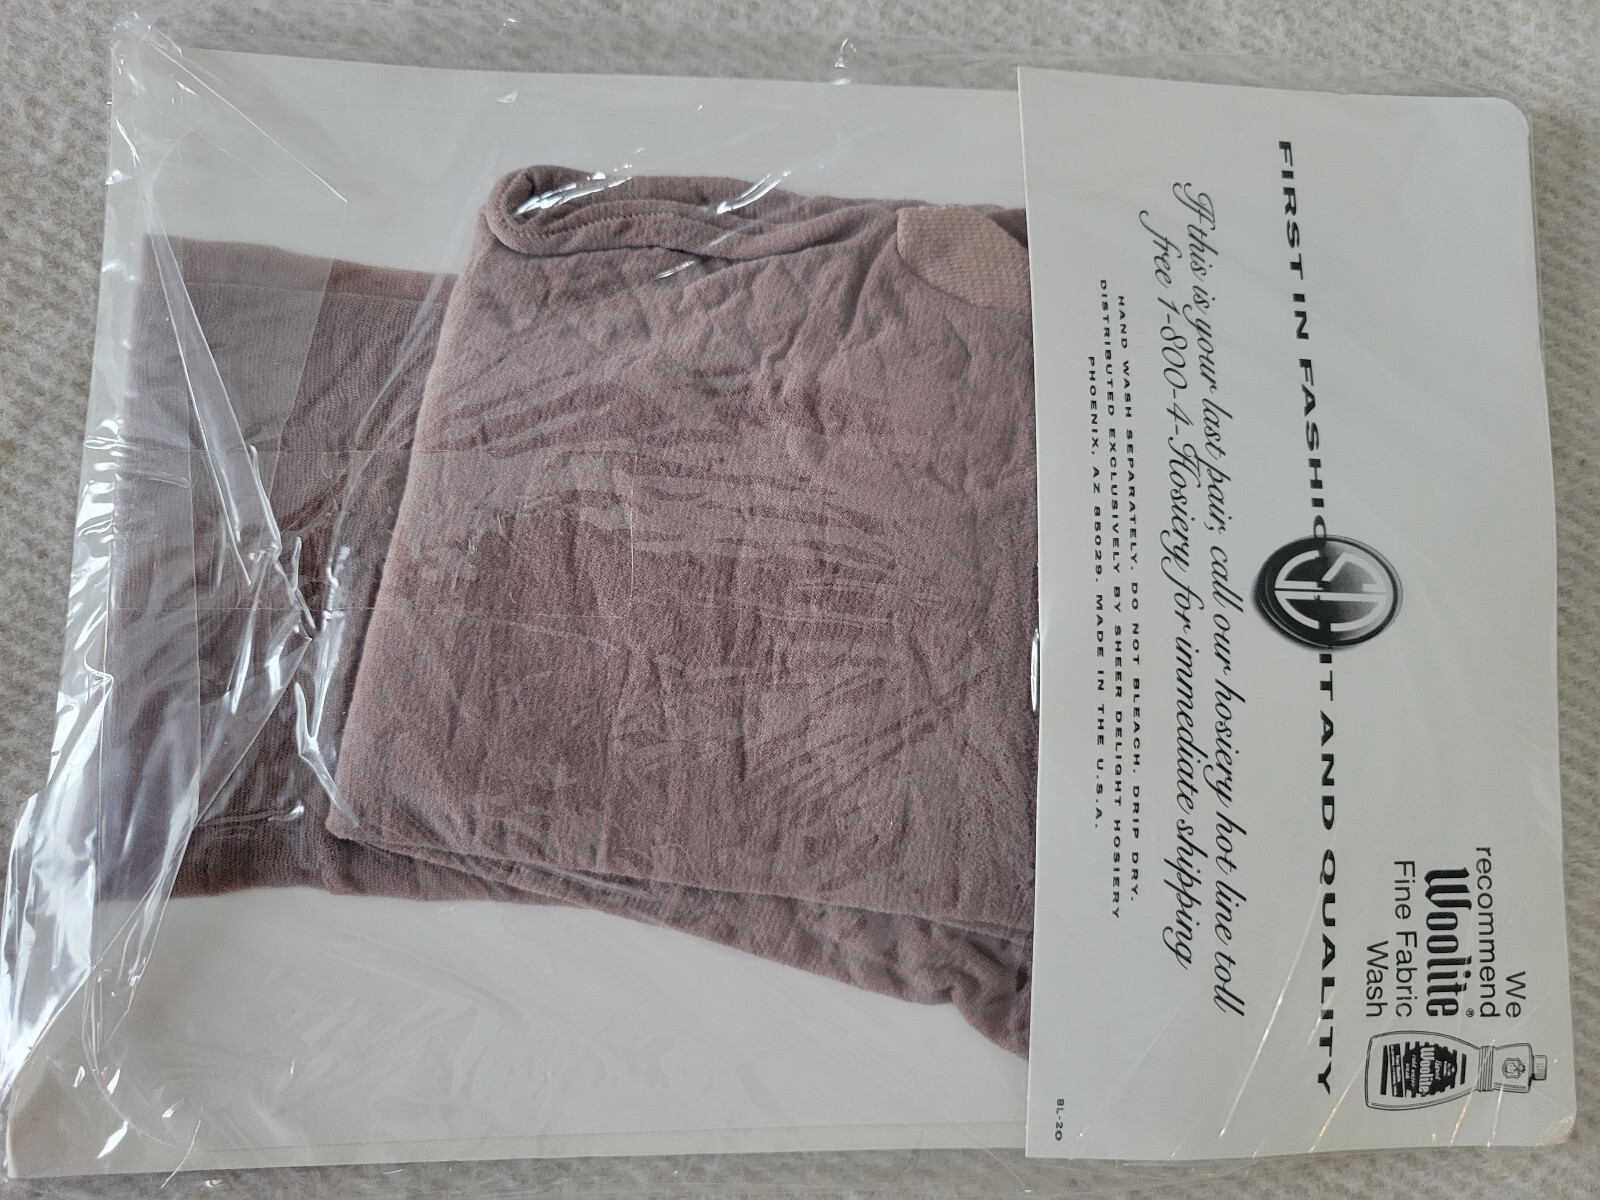 We
recommend
Woolite®
Fine Fabric
Wash
FIRST IN FASHIO IT AND QUALITY
If this is your last pair, call our hosiery hot line toll
free 1-800-4-Hosiery for immediate shipping
HAND WASH SEPARATELY. DO NOT BLEACH. DRIP DRY.
DISTRIBUTED EXCLUSIVELY BY SHEER DELIGHT HOSIERY
PHOENIX, AZ 85029. MADE IN THE U.S.A.
BL-20
Woolite